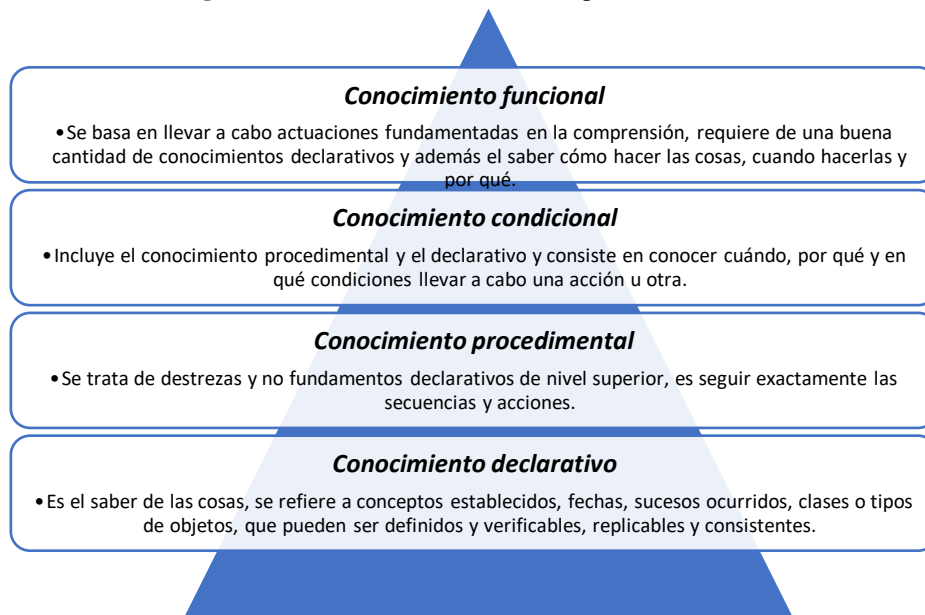 Conocimiento funcional
•Se basa en llevar a cabo actuaciones fundamentadas en la comprensión, requiere de una buena
cantidad de conocimientos declarativos y además el saber cómo hacer las cosas, cuando hacerlas y
por qué.
Conocimiento condicional
•Incluye el conocimiento procedimental y el declarativo y consiste en conocer cuándo, por qué y en
qué condiciones llevar a cabo una acción u otra.
Conocimiento procedimental
•Se trata de destrezas y no fundamentos declarativos de nivel superior, es seguir exactamente las
secuencias y acciones.
Conocimiento declarativo
•Es el saber de las cosas, se refiere a conceptos establecidos, fechas, sucesos ocurridos, clases o tipos
de objetos, que pueden ser definidos y verificables, replicables y consistentes.